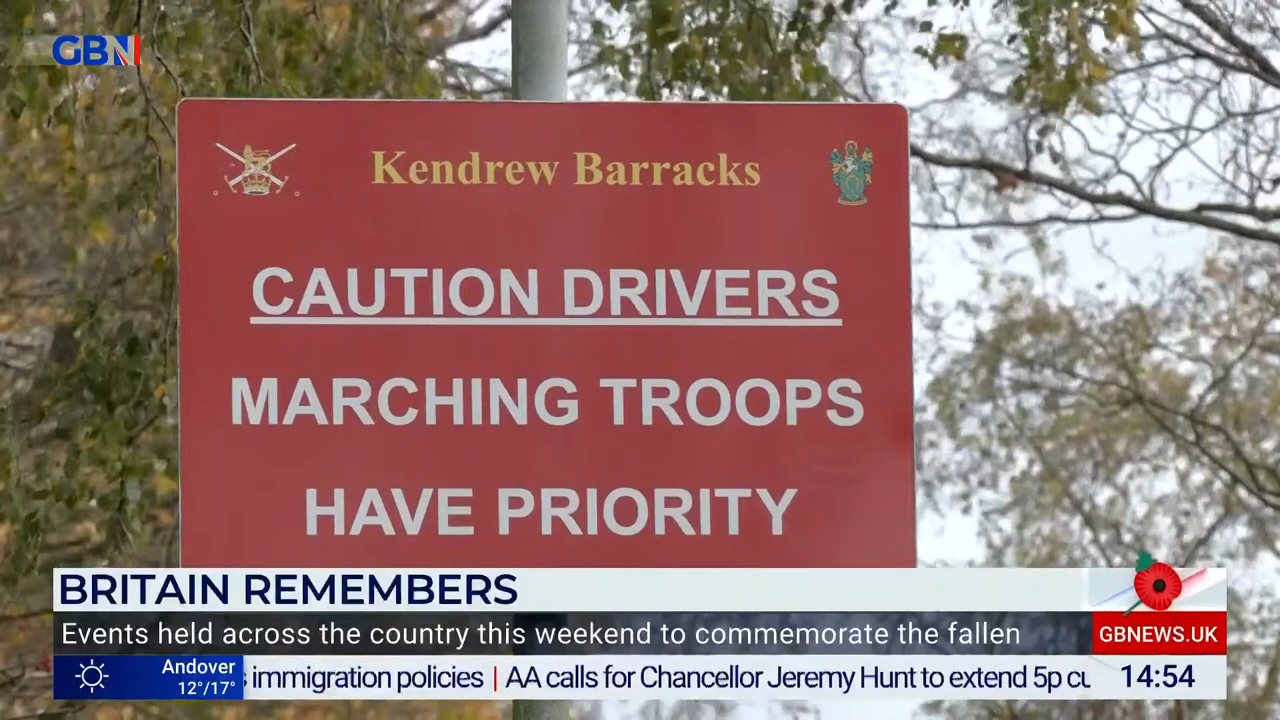 GBN
Kendrew Barracks
CAUTION DRIVERS
MARCHING TROOPS
HAVE PRIORITY
BRITAIN REMEMBERS
Events held across the country this weekend to commemorate the fallen
GBNEWS.UK
Andover
12°/17°
immigration policies | AA calls for Chancellor Jeremy Hunt to extend 5p
14:54